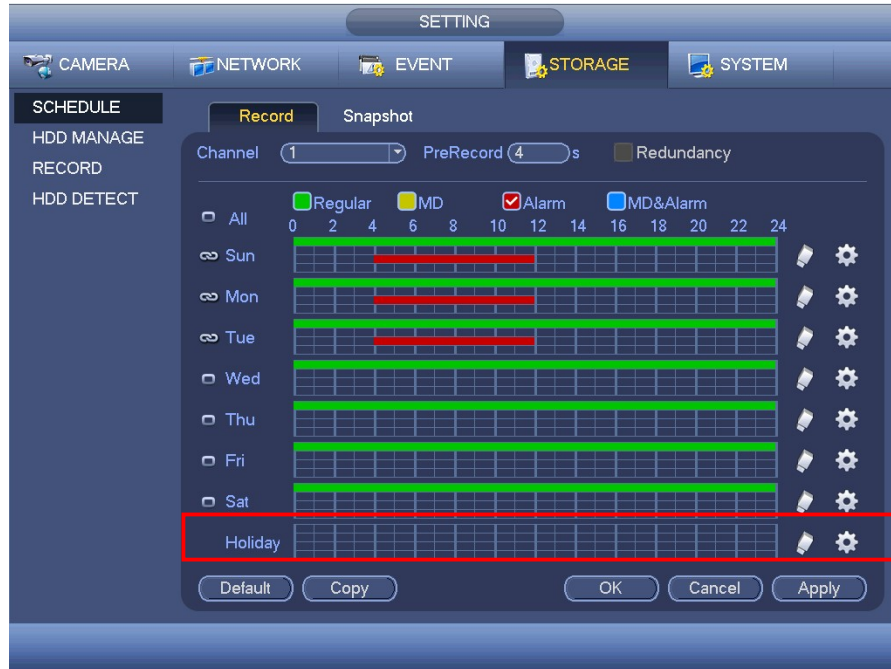 SETTING
CAMERA NETWORK EVENT STORAGE SYSTEM
SCHEDULE
HDD MANAGE
RECORD
HDD DETECT
Record Snapshot
Channel 1 PreRecord 4 s Redundancy
Regular MD Alarm MD&Alarm
All 0 2 4 6 8 10 12 14 16 18 20 22 24
Sun
Mon
Tue
Wed
Thu
Fri
Sat
Holiday
Default Copy OK Cancel Apply